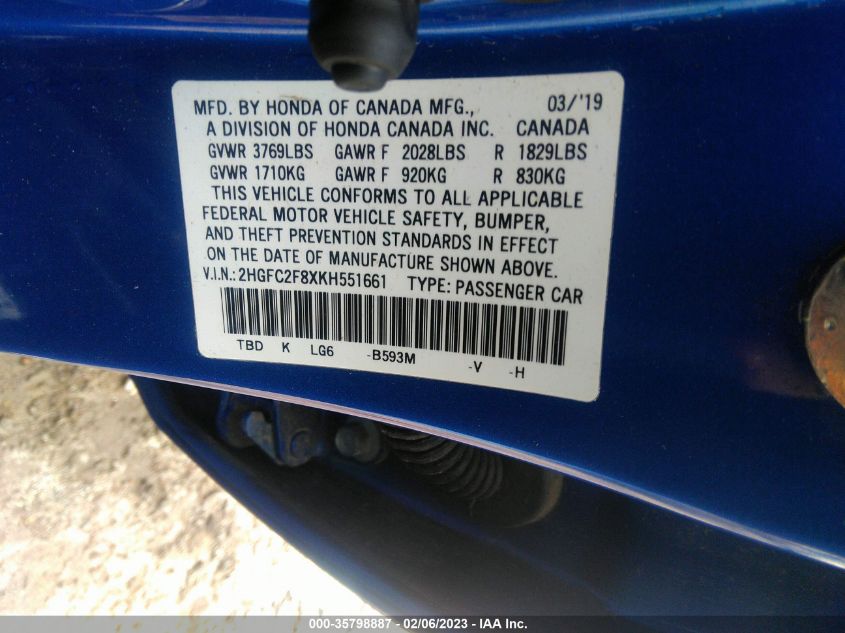 MFD. BY HONDA OF CANADA MFG., 03/'19
A DIVISION OF HONDA CANADA INC. CANADA
GVWR 3769LBS GAWR F 2028LBS R 1829LBS
GVWR 1710KG GAWR F 920KG R 830KG
THIS VEHICLE CONFORMS TO ALL APPLICABLE
FEDERAL MOTOR VEHICLE SAFETY, BUMPER,
AND THEFT PREVENTION STANDARDS IN EFFECT
ON THE DATE OF MANUFACTURE SHOWN ABOVE.
V.I.N.: 2HGFC2F8XKH551661 TYPE: PASSENGER CAR
TBD K LG6 -B593M -V -H
000-35798887 - 02/06/2023 - IAA Inc.